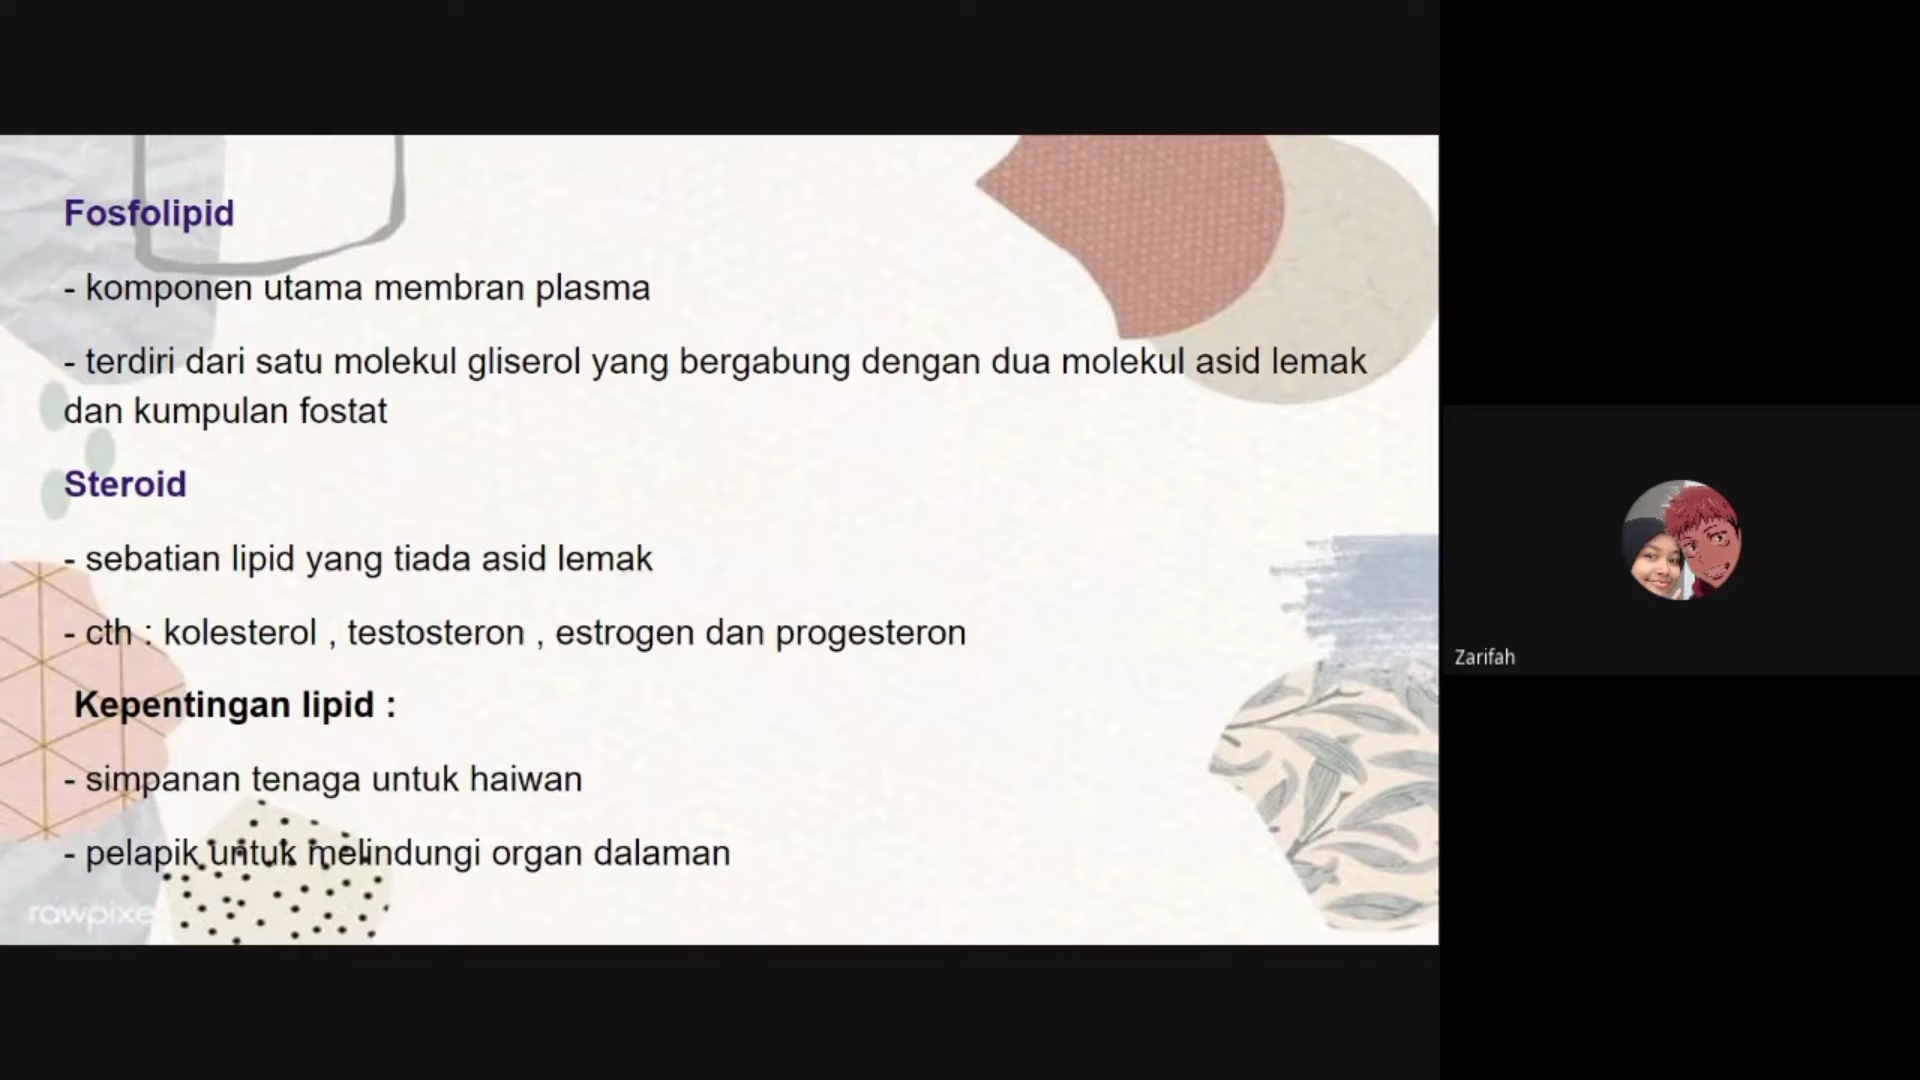 Fosfolipid
- komponen utama membran plasma
- terdiri dari satu molekul gliserol yang bergabung dengan dua molekul asid lemak
dan kumpulan fostat
Steroid
- sebatian lipid yang tiada asid lemak
- cth : kolesterol , testosteron , estrogen dan progesteron
Kepentingan lipid :
- simpanan tenaga untuk haiwan
- pelapik untuk melindungi organ dalaman
rawpixe
Zarifah